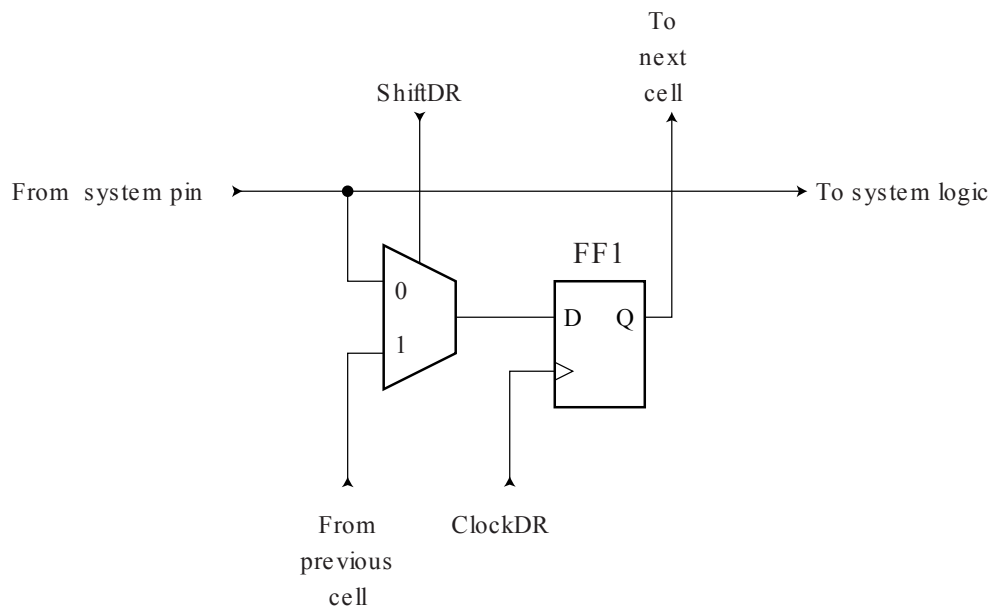 To
next
cell
ShiftDR
From system pin
To system logic
FF1
0
D Q
1
From
previous
cell
ClockDR